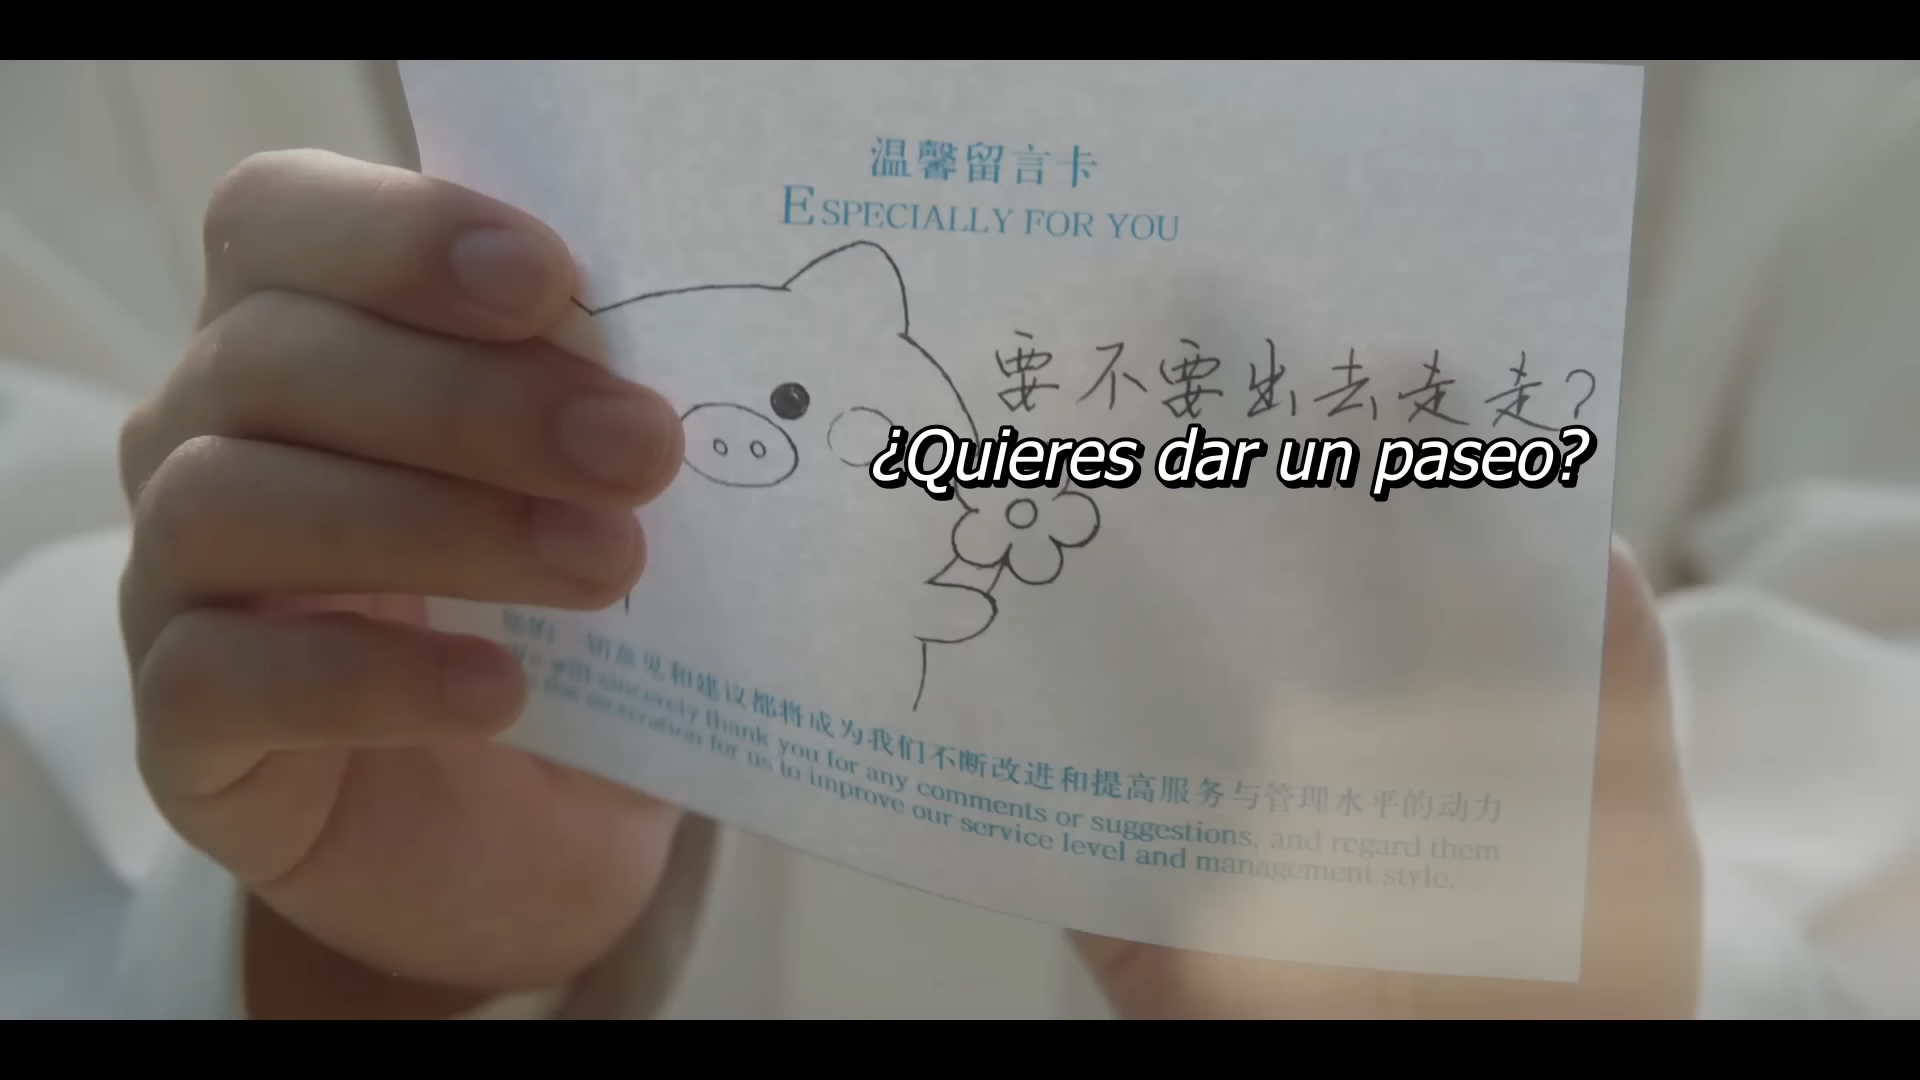 温馨留言卡
ESPECIALLY FOR YOU
要不要出去走走?
¿Quieres dar un paseo?
意见和建议都将成为我们不断改进和提高服务与管理水平的动力
We will sincerely thank you for any comments or suggestions, and regard them
the motivation for us to improve our service level and management style.